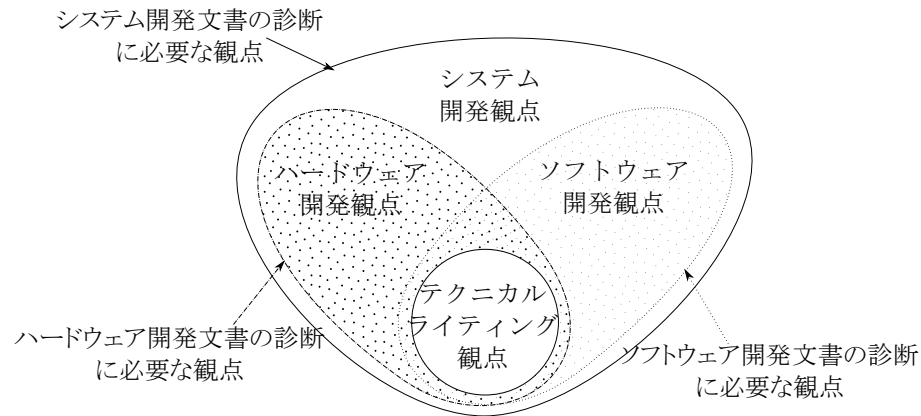 システム開発文書の診断
に必要な観点
システム
開発観点
ハードウェア
開発観点
ソフトウェア
開発観点
テクニカル
ライティング
観点
ハードウェア開発文書の診断
に必要な観点
ソフトウェア開発文書の診断
に必要な観点